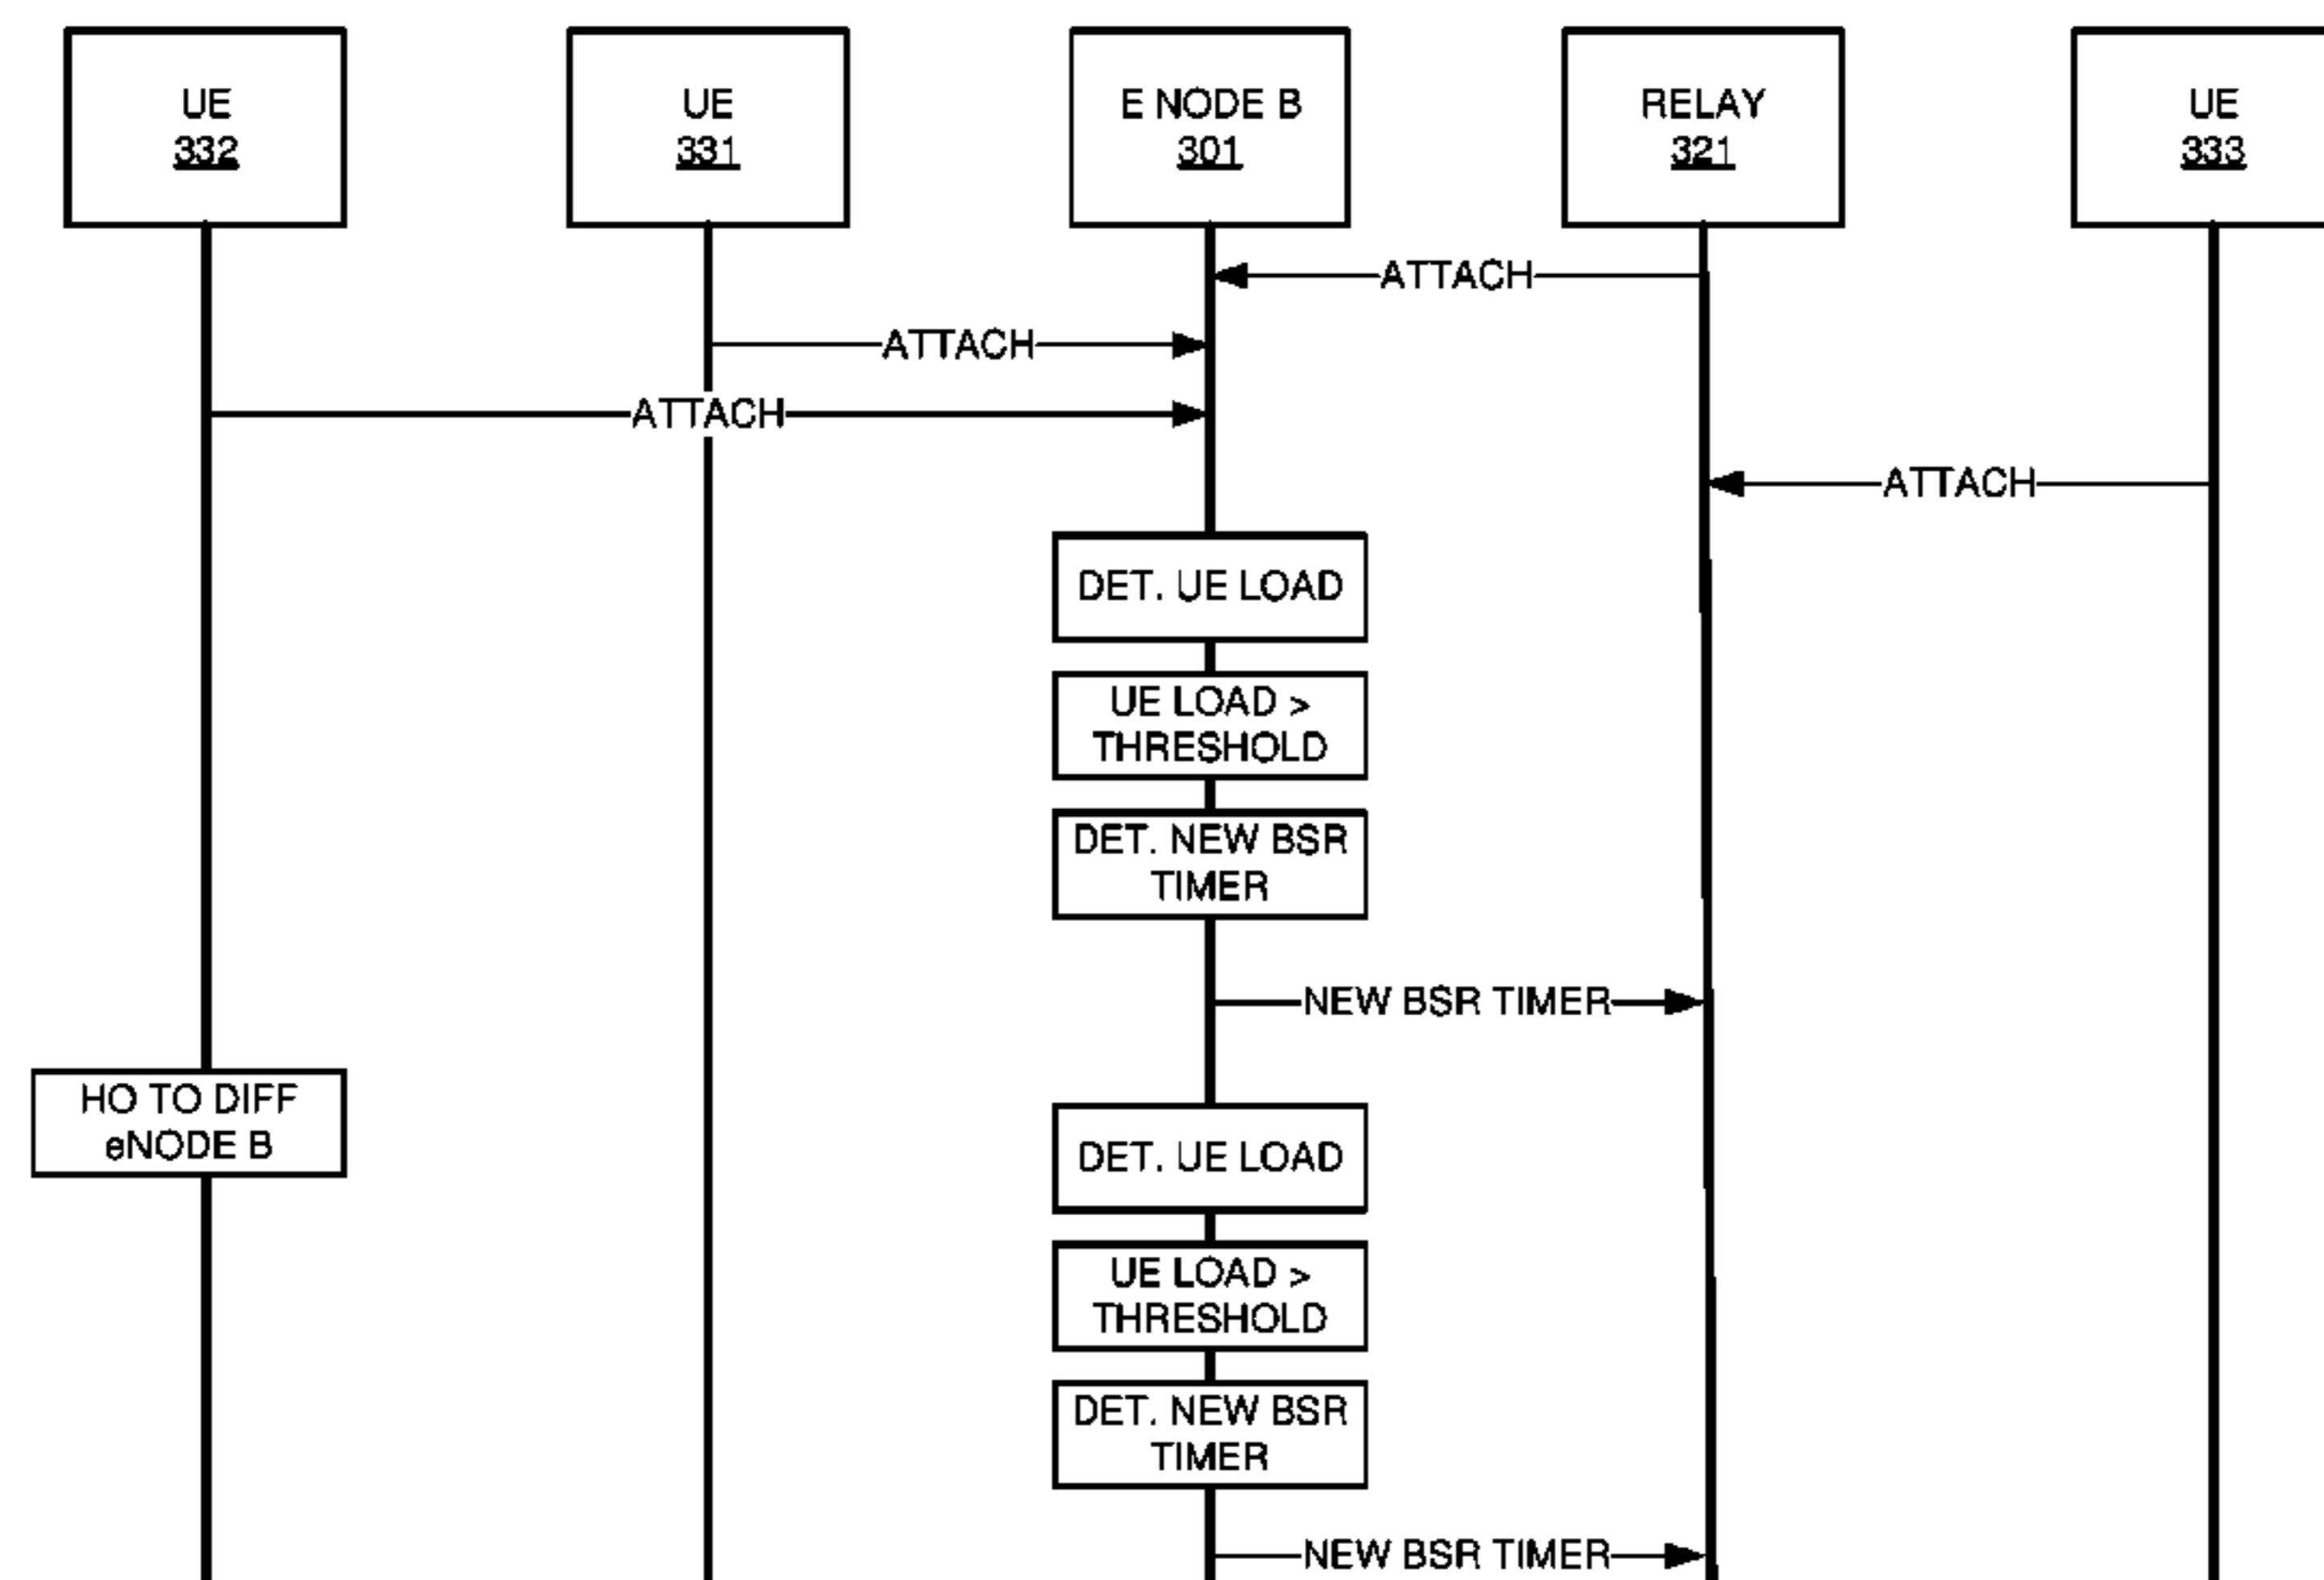 UE
332
UE
331
E NODE B
301
RELAY
321
UE
333
ATTACH
ATTACH
ATTACH
ATTACH
DET. UE LOAD
UE LOAD >
THRESHOLD
DET. NEW BSR
TIMER
NEW BSR TIMER
HO TO DIFF
eNODE B
DET. UE LOAD
UE LOAD >
THRESHOLD
DET. NEW BSR
TIMER
NEW BSR TIMER